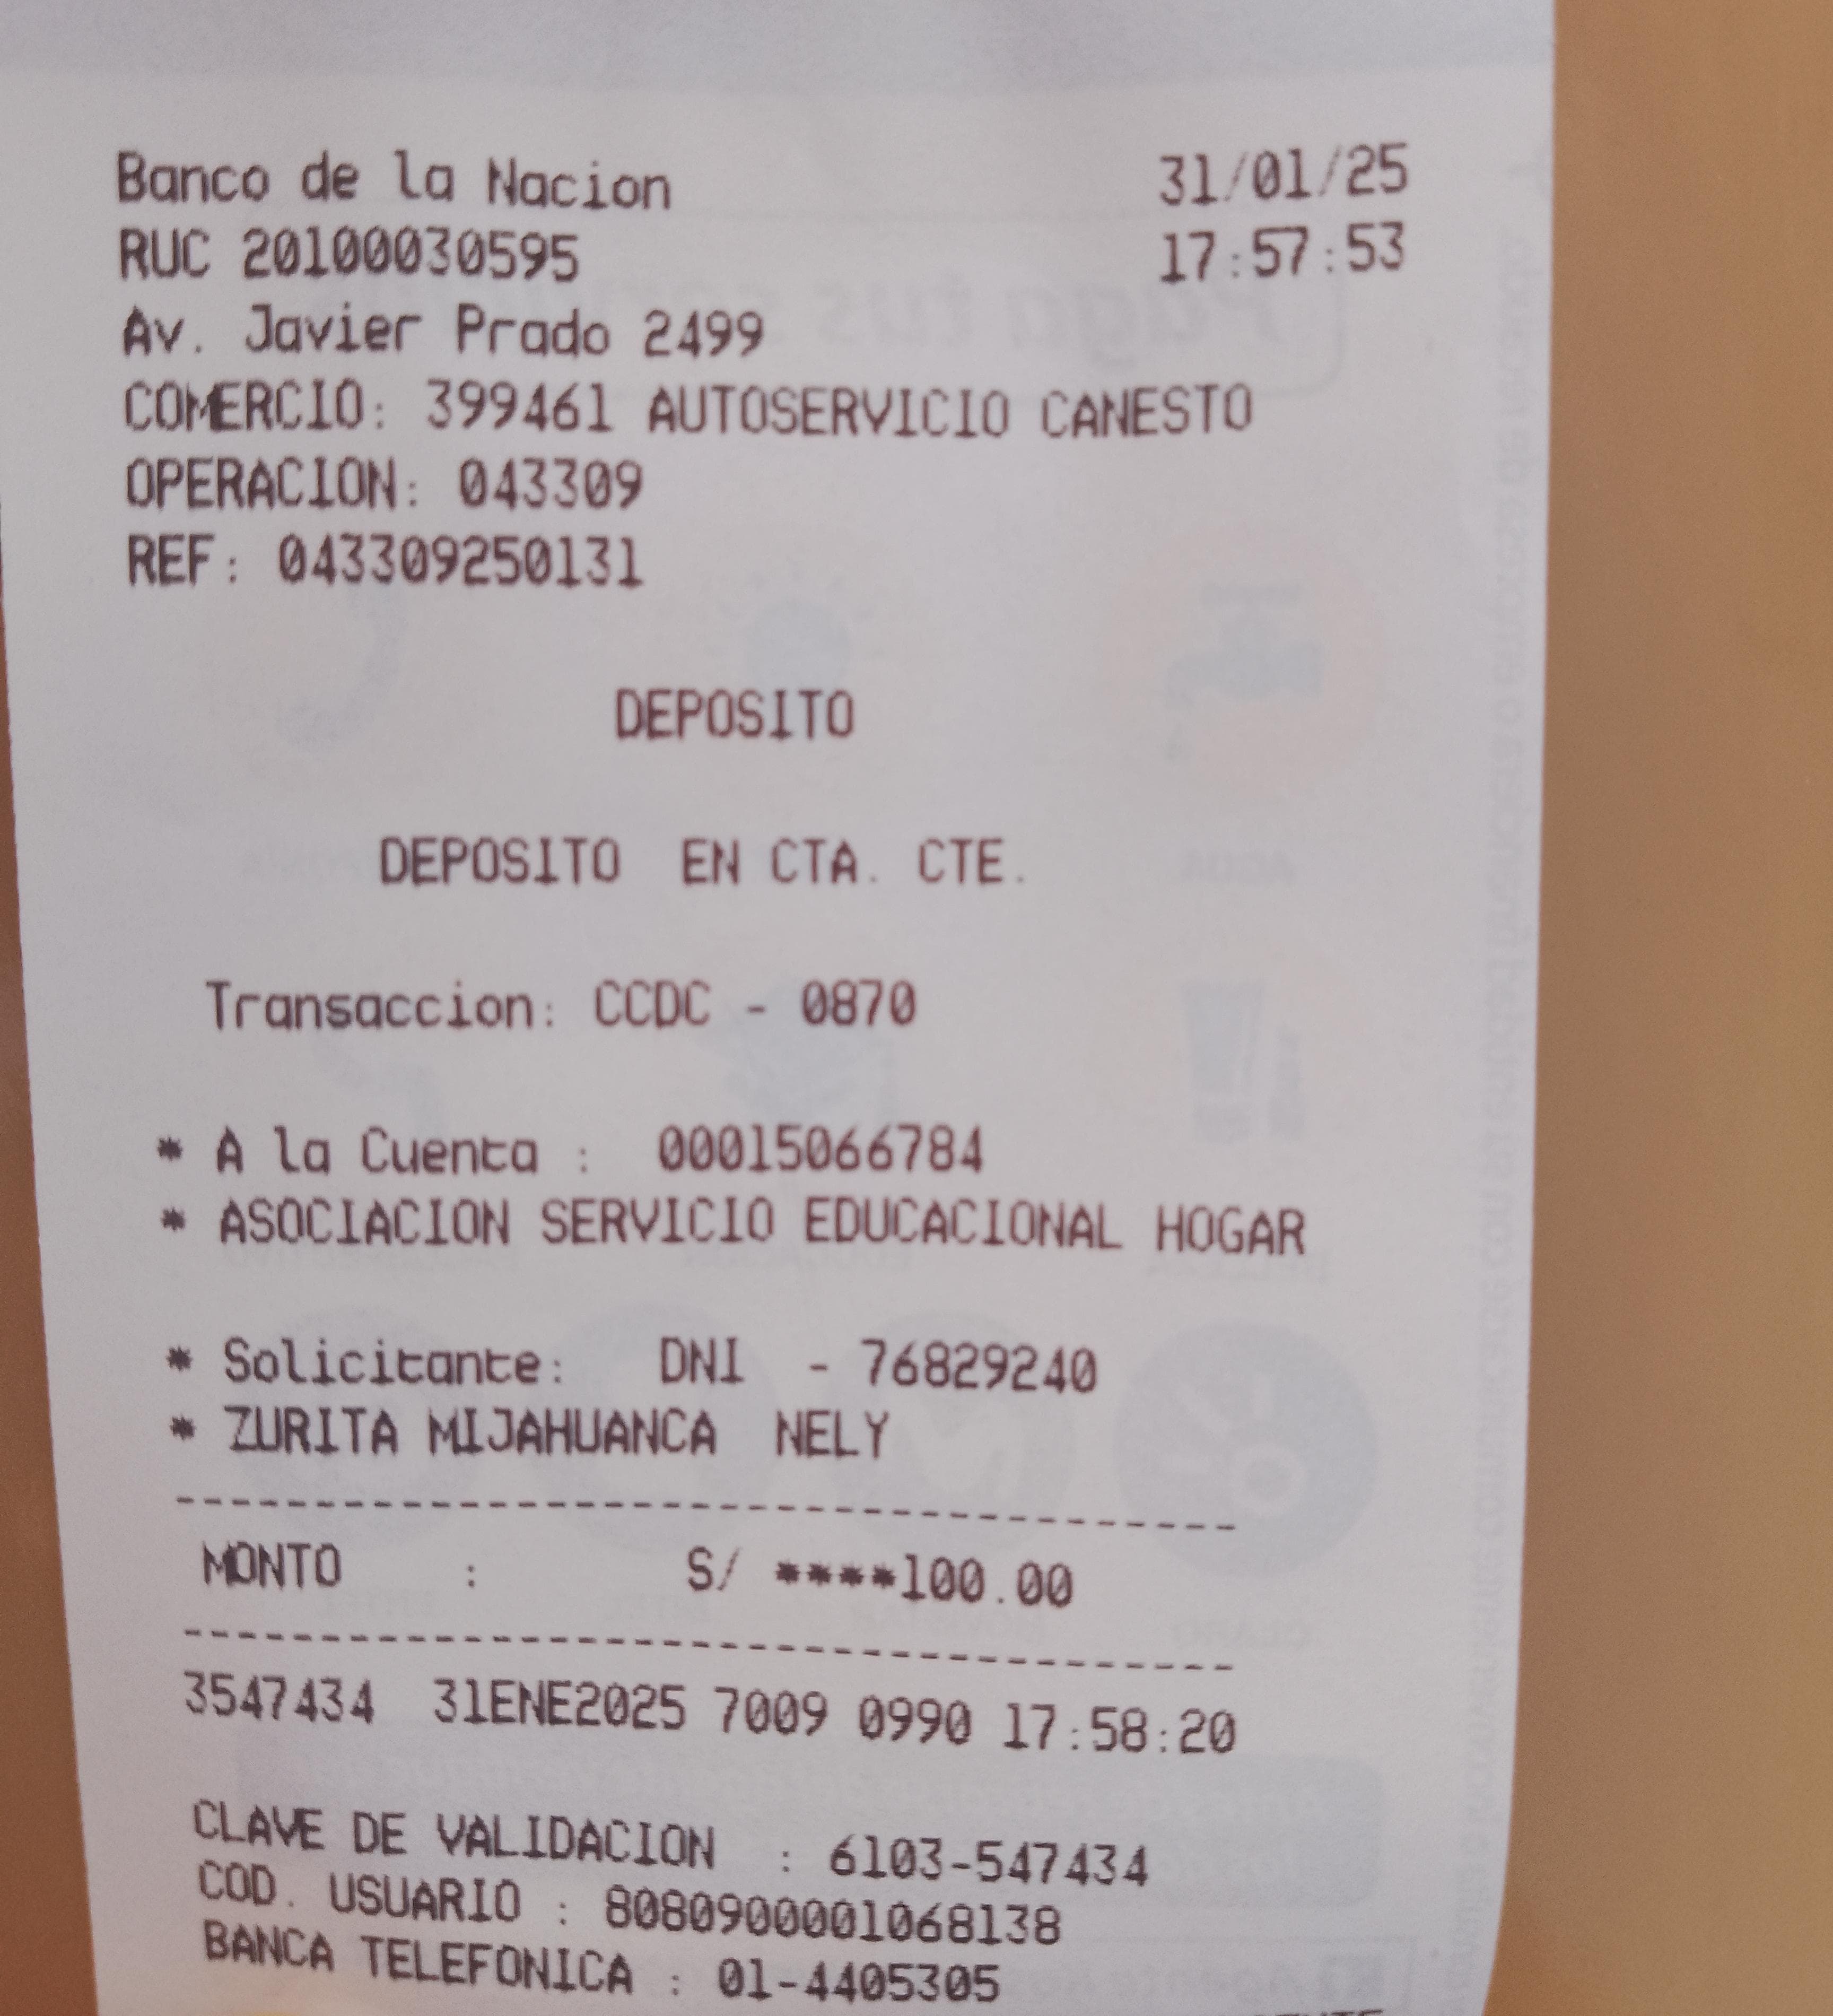 Banco de la Nacion 31/01/25
RUC 20100030595 17:57:53
Av. Javier Prado 2499
COMERCIO: 399461 AUTOSERVICIO CANESTO
OPERACION: 043309
REF: 043309250131
DEPOSITO
DEPOSITO EN CTA. CTE.
Transaccion: CCDC - 0870
* A la Cuenta : 00015066784
* ASOCIACION SERVICIO EDUCACIONAL HOGAR
* Solicitante: DNI - 76829240
* ZURITA MIJAHUANCA NELY
MONTO : S/ ****100.00
3547434 31ENE2025 7009 0990 17:58:20
CLAVE DE VALIDACION : 6103-547434
COD. USUARIO : 8080900001068138
BANCA TELEFONICA : 01-4405305